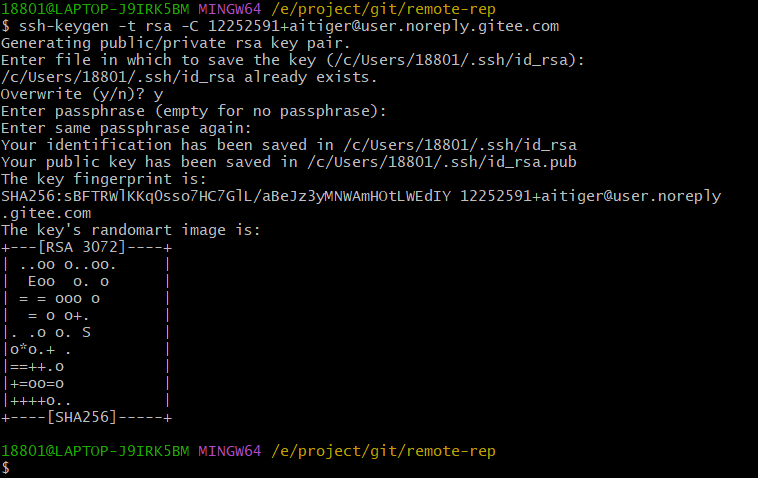 18801@LAPTOP-J9IRK5BM MINGW64 /e/project/git/remote-rep
$ ssh-keygen -t rsa -C 12252591+aitiger@user.noreply.gitee.com
Generating public/private rsa key pair.
Enter file in which to save the key (/c/Users/18801/.ssh/id_rsa):
/c/Users/18801/.ssh/id_rsa already exists.
Overwrite (y/n)? y
Enter passphrase (empty for no passphrase):
Enter same passphrase again:
Your identification has been saved in /c/Users/18801/.ssh/id_rsa
Your public key has been saved in /c/Users/18801/.ssh/id_rsa.pub
The key fingerprint is:
SHA256:sBFTRWlKKq0sso7HC7GlL/aBeJz3yMNWAmHOtLWEdIY 12252591+aitiger@user.noreply
.gitee.com
The key's randomart image is:
+---[RSA 3072]----+
| ..oo o..oo.     |
|  Eoo  o. o      |
| = = ooo o       |
|  = o o+.        |
|. .o o. S        |
|o*o.+ .          |
|==++.o           |
|+=oo=o           |
|++++o..          |
+----[SHA256]-----+
18801@LAPTOP-J9IRK5BM MINGW64 /e/project/git/remote-rep
$